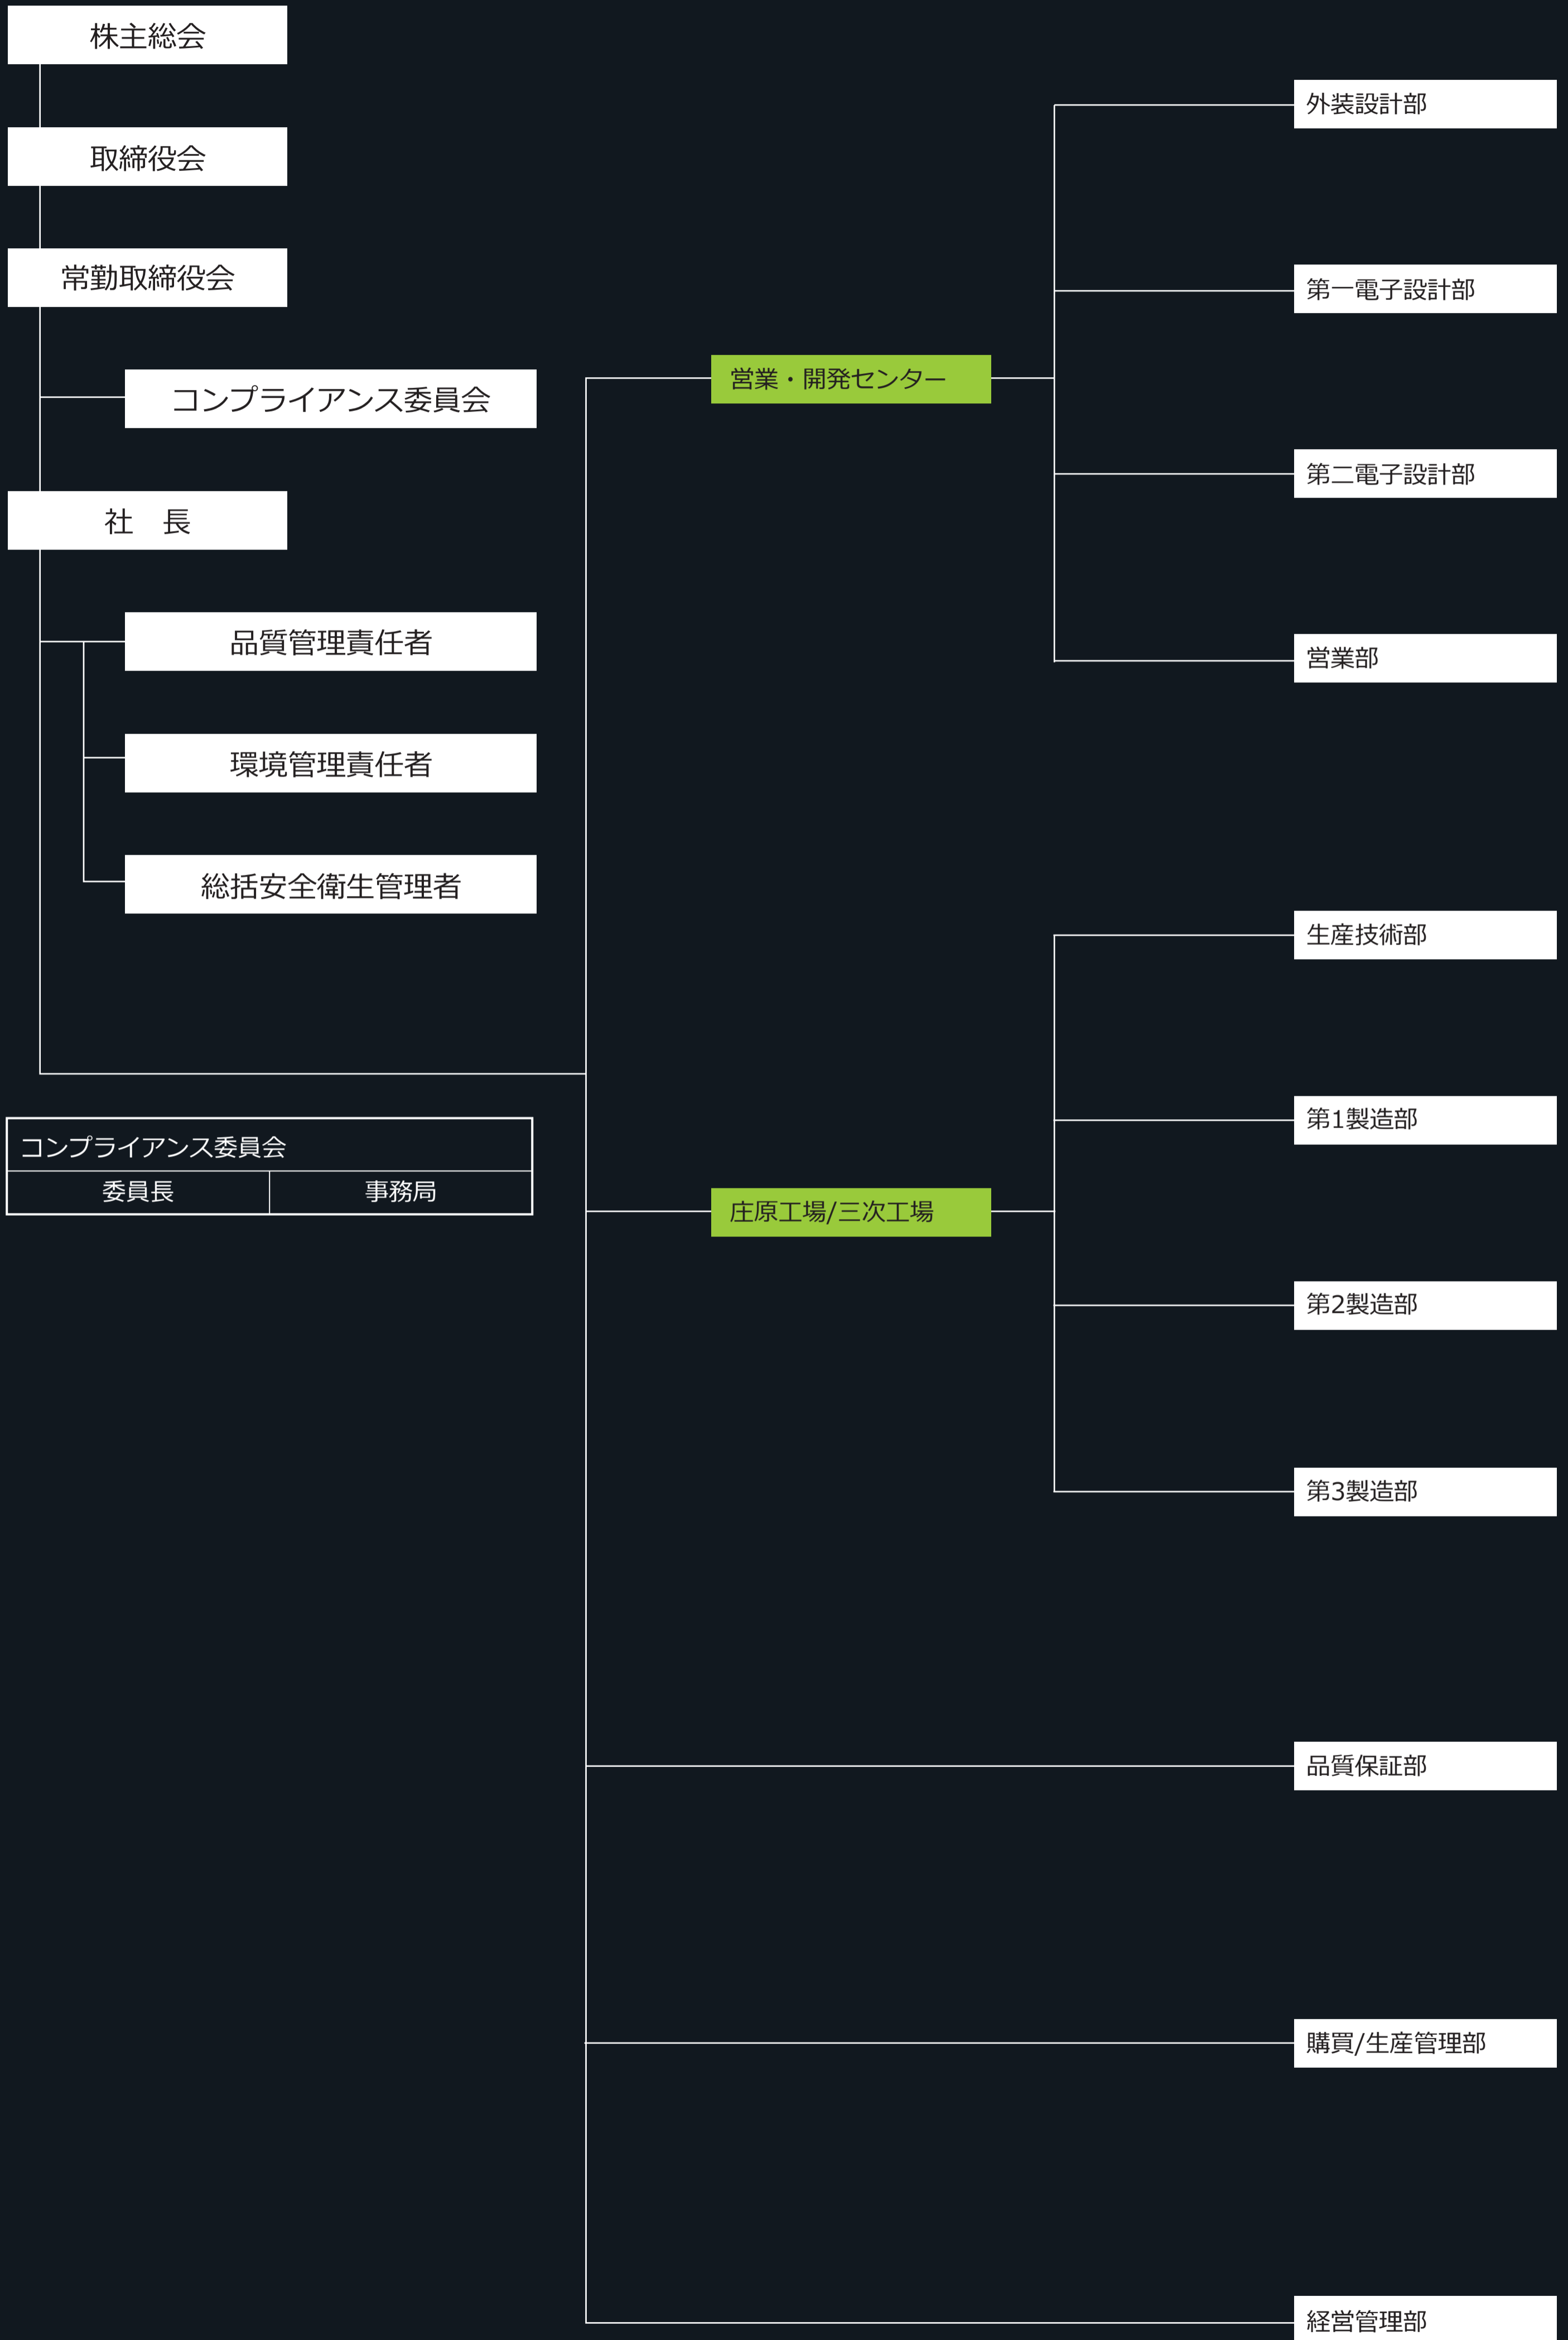 株主総会
取締役会
常勤取締役会
コンプライアンス委員会
社　長
品質管理責任者
環境管理責任者
総括安全衛生管理者
コンプライアンス委員会
委員長
事務局
営業・開発センター
外装設計部
第一電子設計部
第二電子設計部
営業部
庄原工場/三次工場
生産技術部
第1製造部
第2製造部
第3製造部
品質保証部
購買/生産管理部
経営管理部